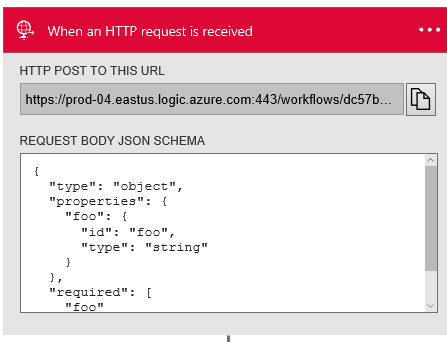 When an HTTP request is received
HTTP POST TO THIS URL
https://prod-04.eastus.logic.azure.com:443/workflows/dc57b...
REQUEST BODY JSON SCHEMA
{
  "type": "object",
  "properties": {
    "foo": {
      "id": "foo",
      "type": "string"
    }
  },
  "required": [
    "foo"